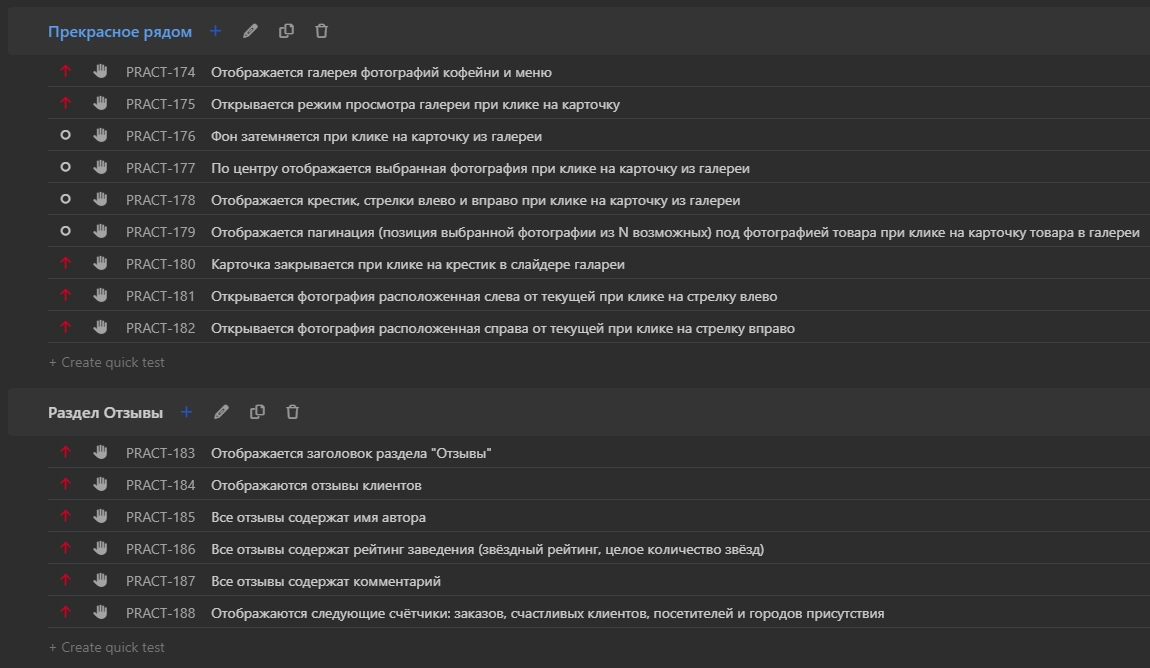 Прекрасное рядом
PRACT-174 Отображается галерея фотографий кофейни и меню
PRACT-175 Открывается режим просмотра галереи при клике на карточку
PRACT-176 Фон затемняется при клике на карточку из галереи
PRACT-177 По центру отображается выбранная фотография при клике на карточку из галереи
PRACT-178 Отображается крестик, стрелки влево и вправо при клике на карточку из галереи
PRACT-179 Отображается пагинация (позиция выбранной фотографии из N возможных) под фотографией товара при клике на карточку товара в галереи
PRACT-180 Карточка закрывается при клике на крестик в слайдере галареи
PRACT-181 Открывается фотография расположенная слева от текущей при клике на стрелку влево
PRACT-182 Открывается фотография расположенная справа от текущей при клике на стрелку вправо
+ Create quick test
Раздел Отзывы
PRACT-183 Отображается заголовок раздела "Отзывы"
PRACT-184 Отображаются отзывы клиентов
PRACT-185 Все отзывы содержат имя автора
PRACT-186 Все отзывы содержат рейтинг заведения (звёздный рейтинг, целое количество звёзд)
PRACT-187 Все отзывы содержат комментарий
PRACT-188 Отображаются следующие счётчики: заказов, счастливых клиентов, посетителей и городов присутствия
+ Create quick test